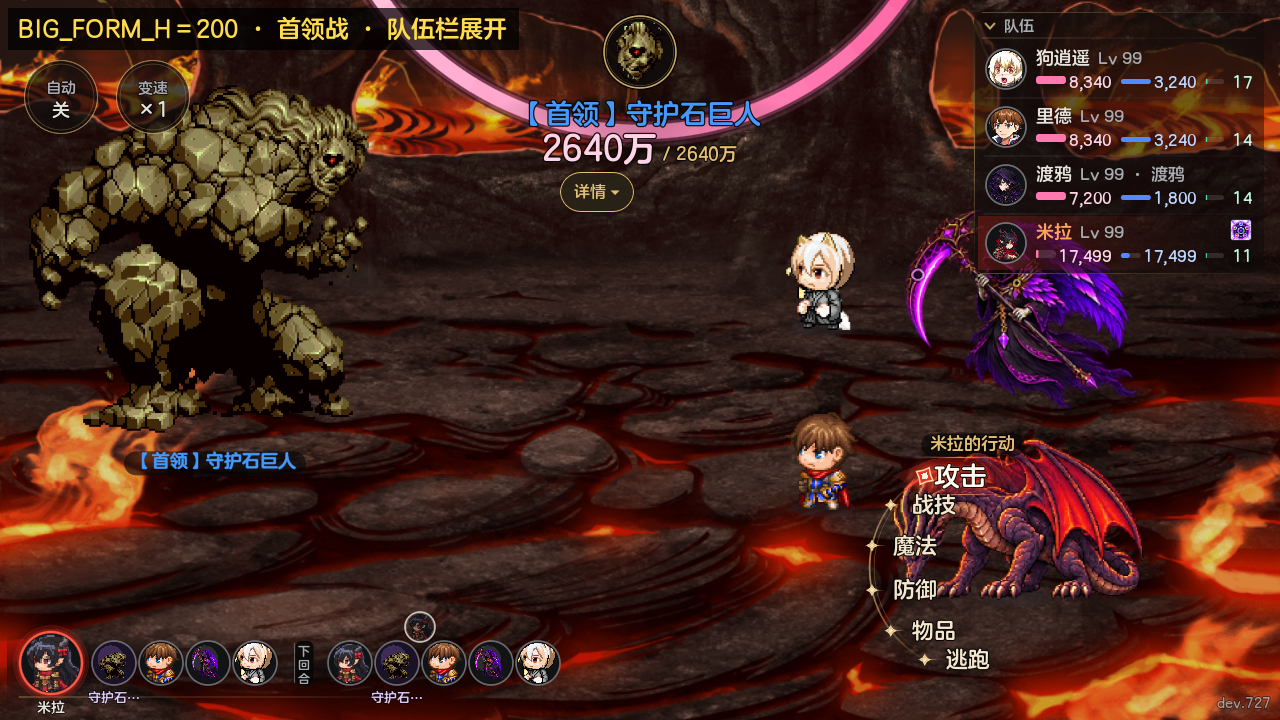 BIG_FORM_H=200 · 首领战 · 队伍栏展开
自动
关
变速
×1
【首领】守护石巨人
2640万 / 2640万
详情
队伍
狗逍遥 Lv 99
8,340 3,240 17
里德 Lv 99
8,340 3,240 14
渡鸦 Lv 99 · 渡鸦
7,200 1,800 14
米拉 Lv 99
17,499 17,499 11
【首领】守护石巨人
米拉的行动
攻击
战技
魔法
防御
物品
逃跑
米拉
守护石…
下回合
守护石…
dev.727